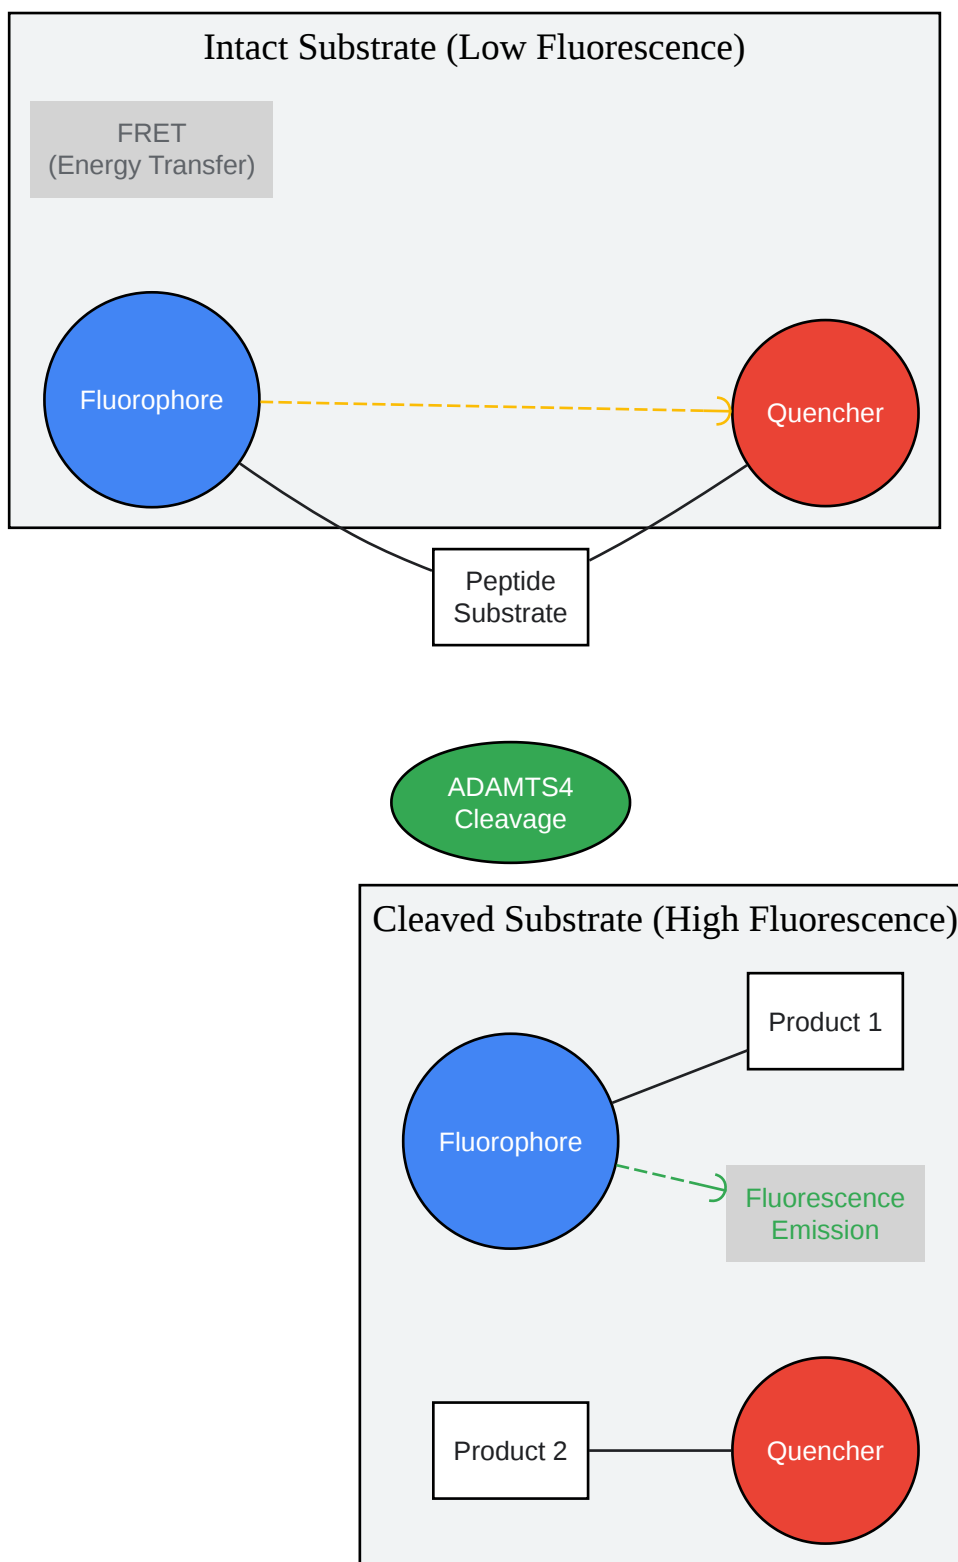 Intact Substrate (Low Fluorescence)
FRET
(Energy Transfer)
Fluorophore
Quencher
Peptide
Substrate
ADAMTS4
Cleavage
Cleaved Substrate (High Fluorescence)
Product 1
Fluorophore
Fluorescence
Emission
Product 2
Quencher